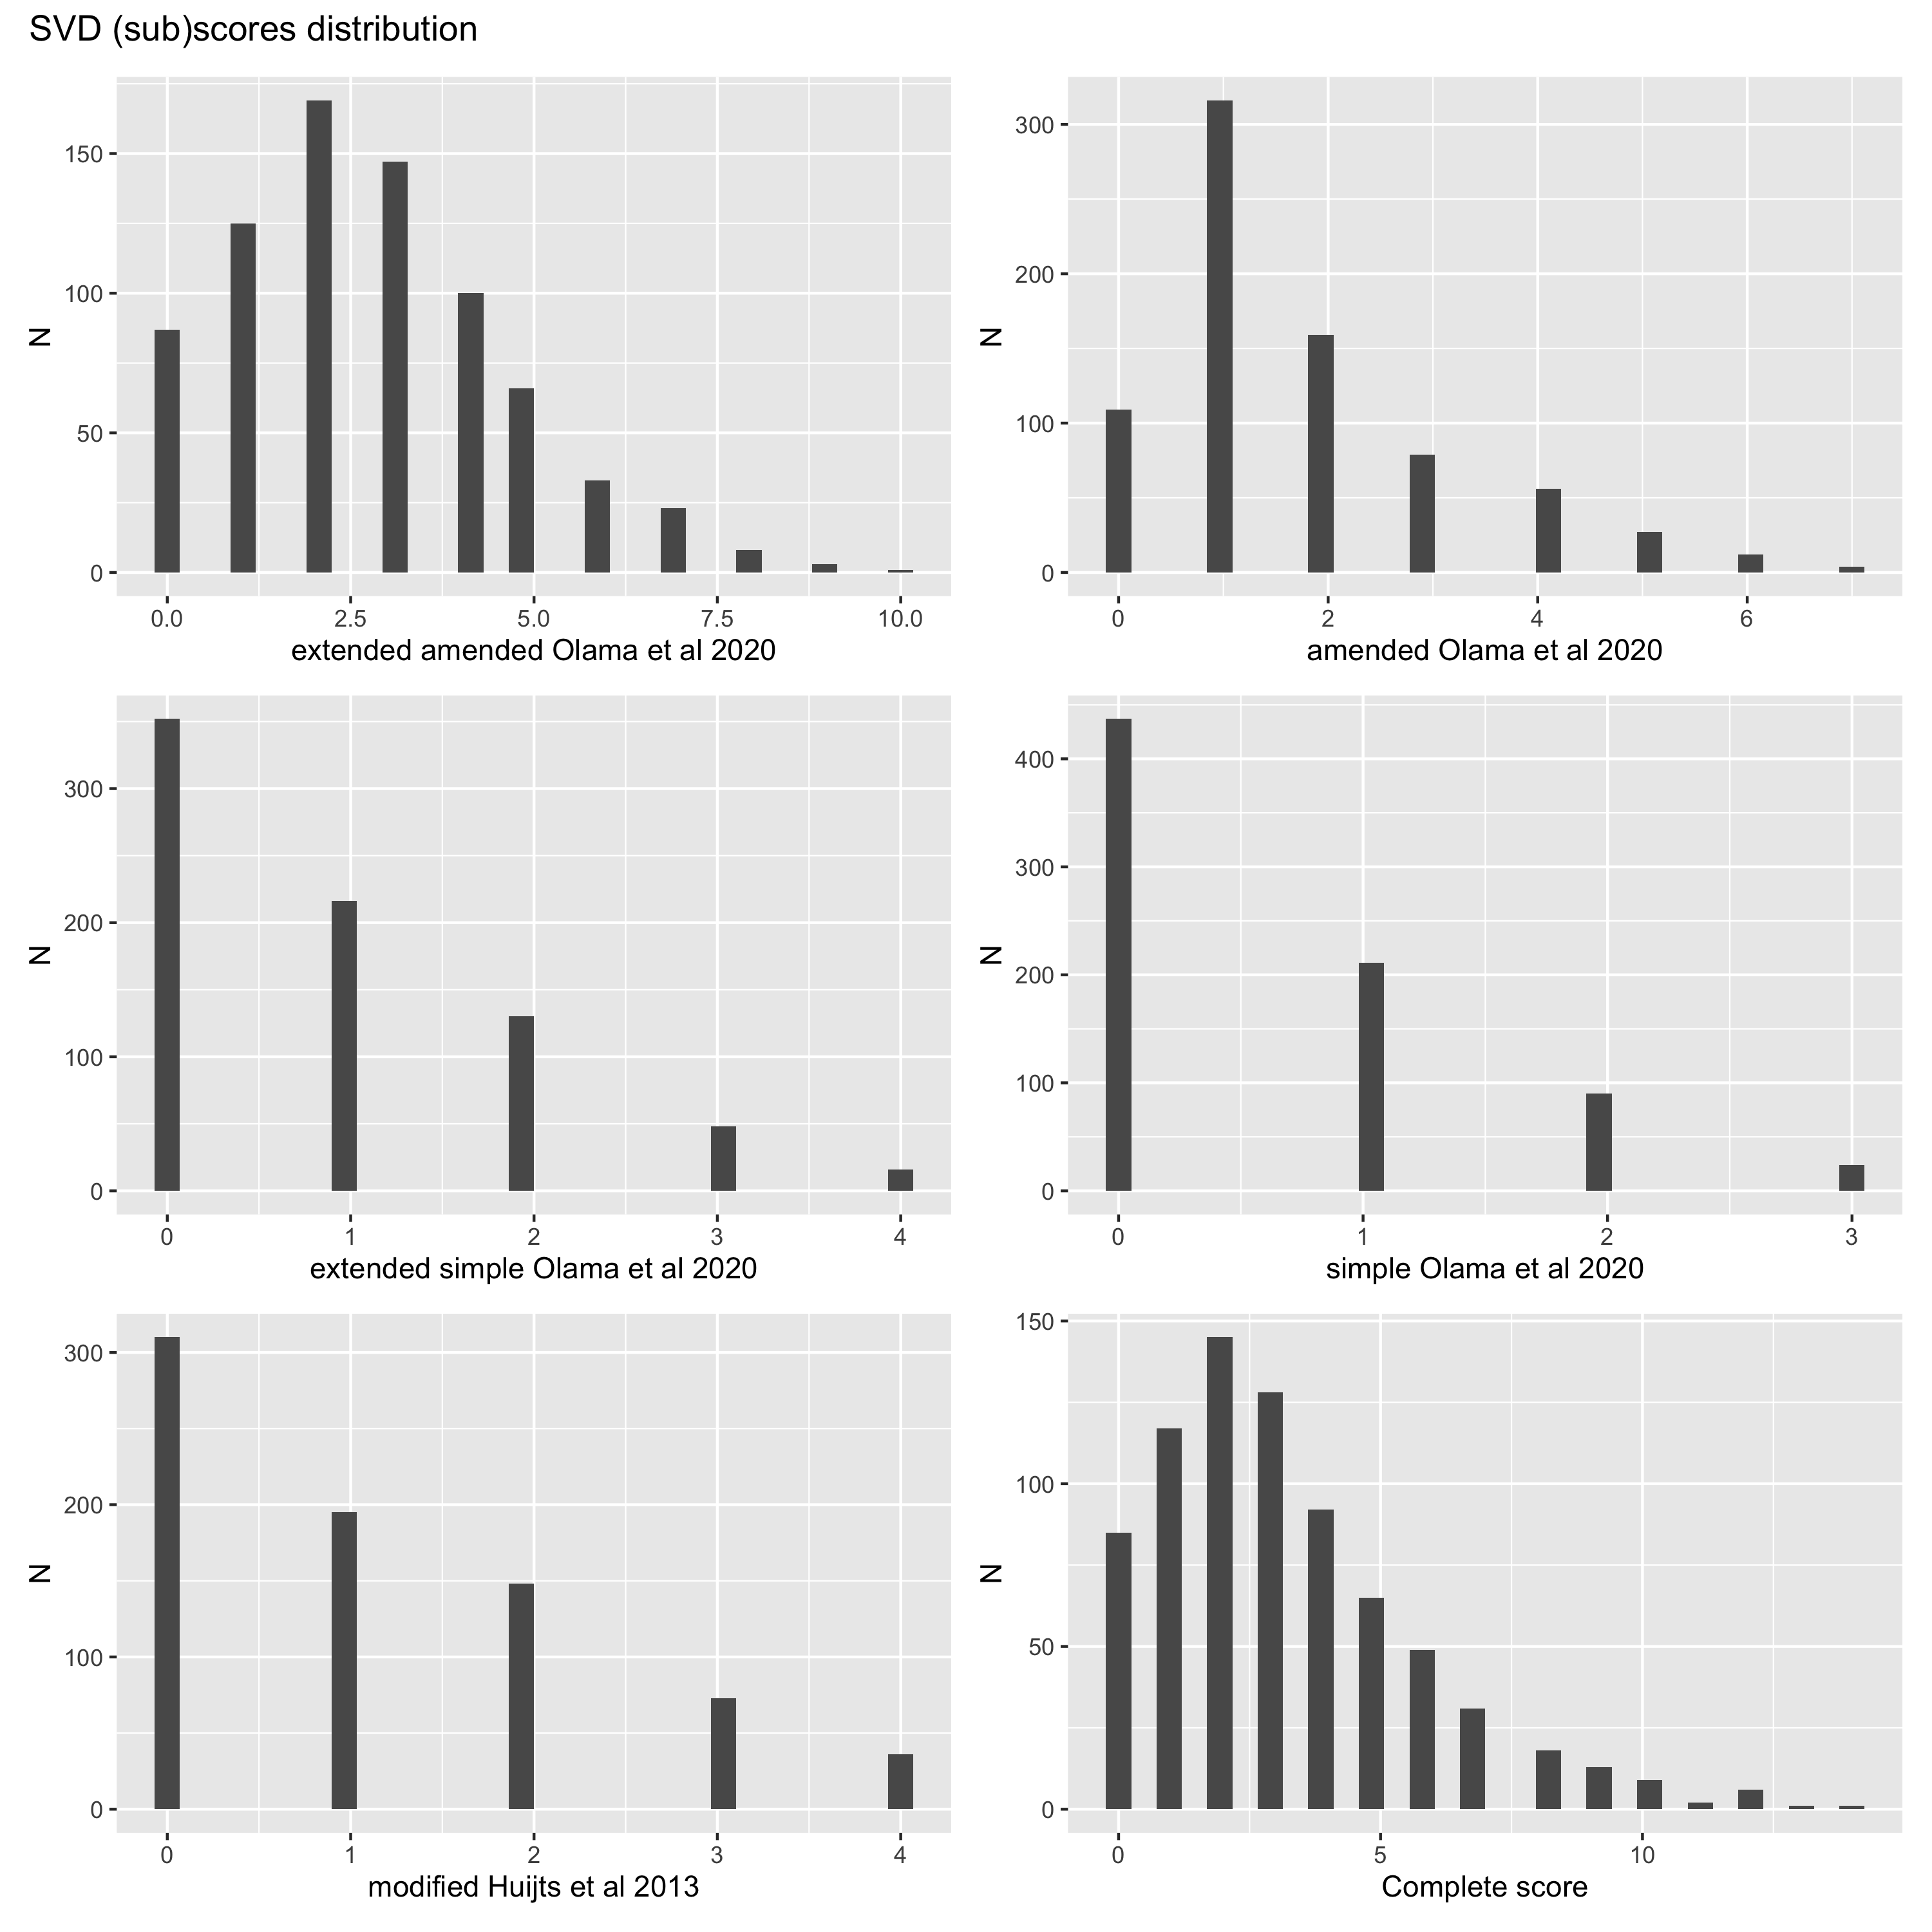 SVD (sub)scores distribution
150
100
50
0
N
0.0 2.5 5.0 7.5 10.0
extended amended Olama et al 2020
300
200
100
0
N
0 2 4 6
amended Olama et al 2020
300
200
100
0
N
0 1 2 3 4
extended simple Olama et al 2020
400
300
200
100
0
N
0 1 2 3
simple Olama et al 2020
300
200
100
0
N
0 1 2 3 4
modified Huijts et al 2013
150
100
50
0
N
0 5 10
Complete score